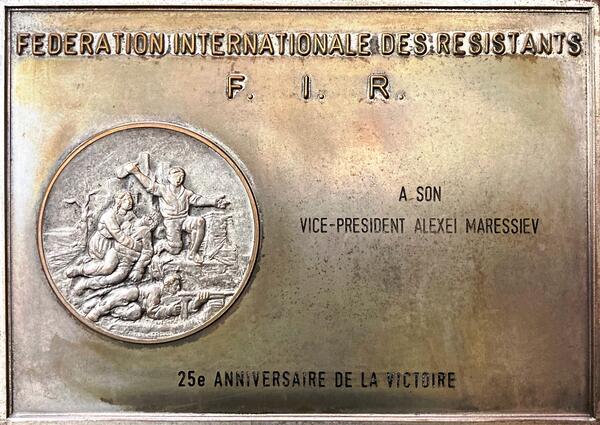 FEDERATION INTERNATIONALE DES RESISTANTS
F. I. R.
A SON
VICE-PRESIDENT ALEXEI MARESSIEV
25e ANNIVERSAIRE DE LA VICTOIRE